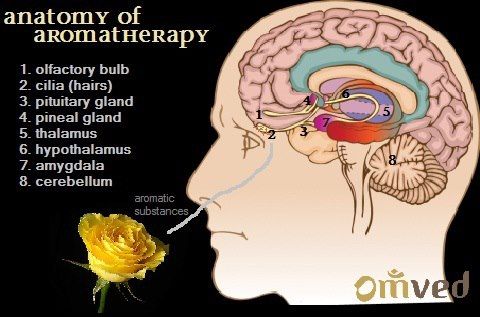 anatomy of
aromatherapy
1. olfactory bulb
2. cilia (hairs)
3. pituitary gland
4. pineal gland
5. thalamus
6. hypothalamus
7. amygdala
8. cerebellum
aromatic
substances
1
2
3
4
6
5
7
8
omved